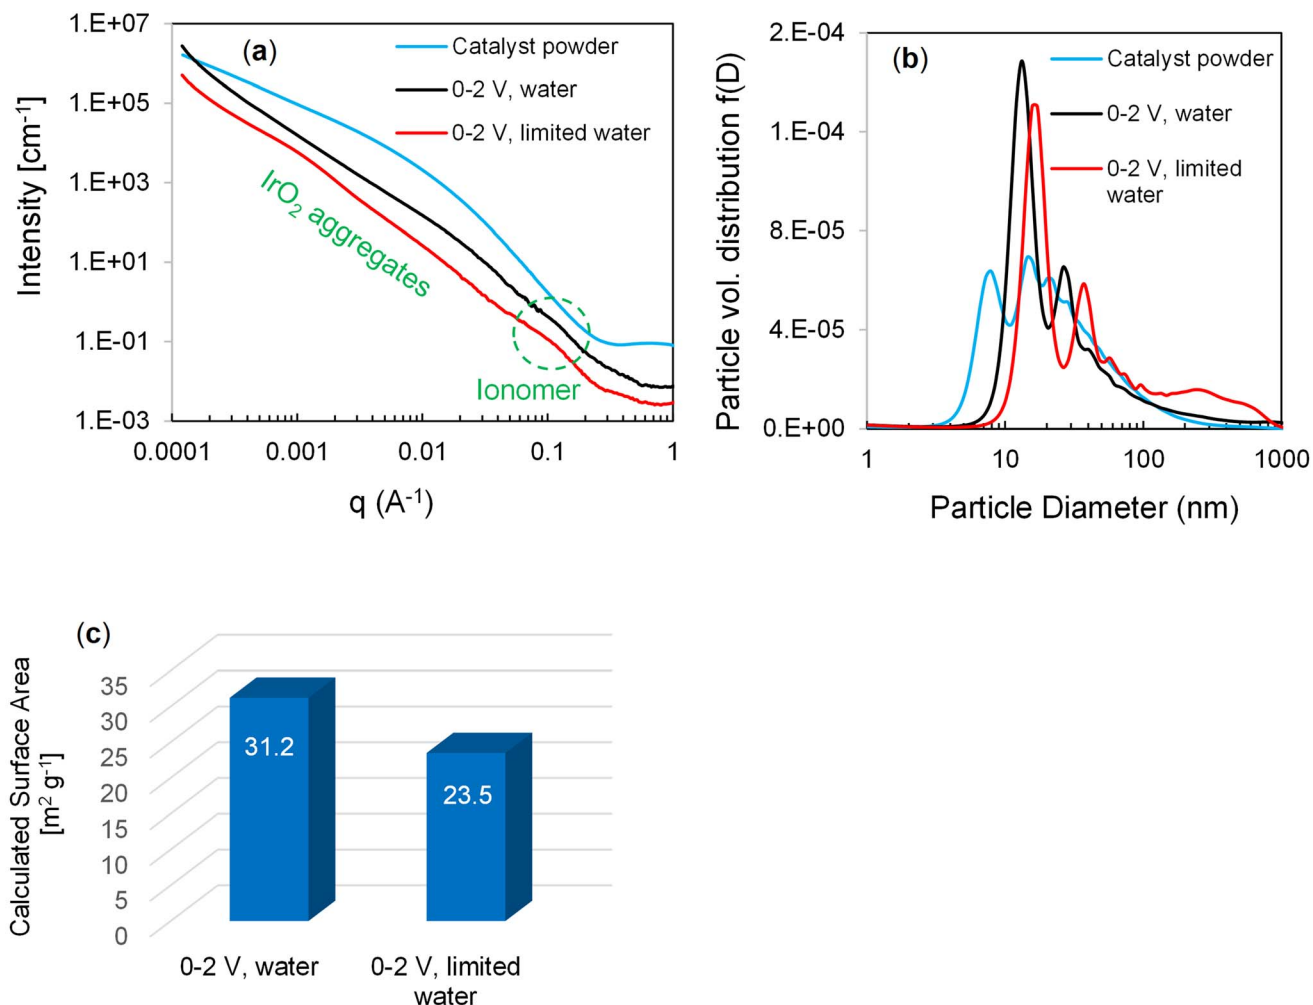 (a)
Catalyst powder
0-2 V, water
0-2 V, limited water
Intensity [cm⁻¹]
1.E+07
1.E+05
1.E+03
1.E+01
1.E-01
1.E-03
IrO₂ aggregates
Ionomer
0.0001
0.001
0.01
0.1
1
q (A⁻¹)
(b)
Catalyst powder
0-2 V, water
0-2 V, limited
water
Particle vol. distribution f(D)
2.E-04
1.E-04
8.E-05
4.E-05
0.E+00
1
10
100
1000
Particle Diameter (nm)
(c)
Calculated Surface Area
[m² g⁻¹]
35
30
25
20
15
10
5
0
31.2
23.5
0-2 V, water
0-2 V, limited
water